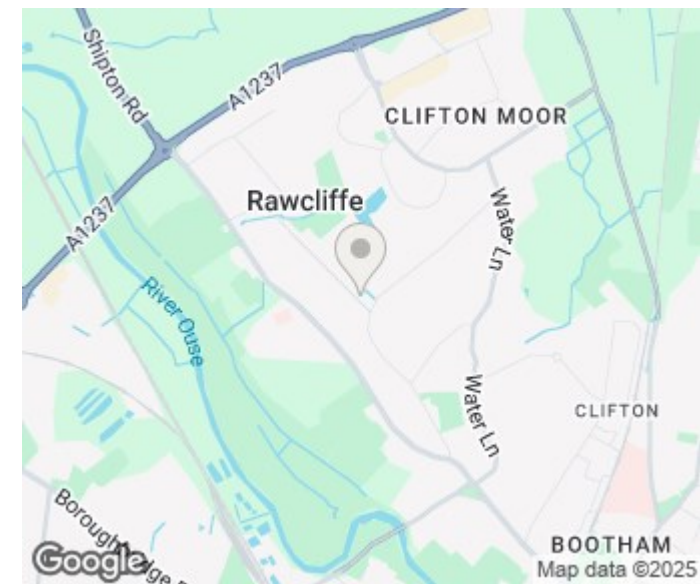 Shipton Rd
A1237
CLIFTON MOOR
Rawcliffe
Water Ln
A1237
River Ouse
Water Ln
CLIFTON
Boroughbridge
BOOTHAM
Google
Map data ©2025